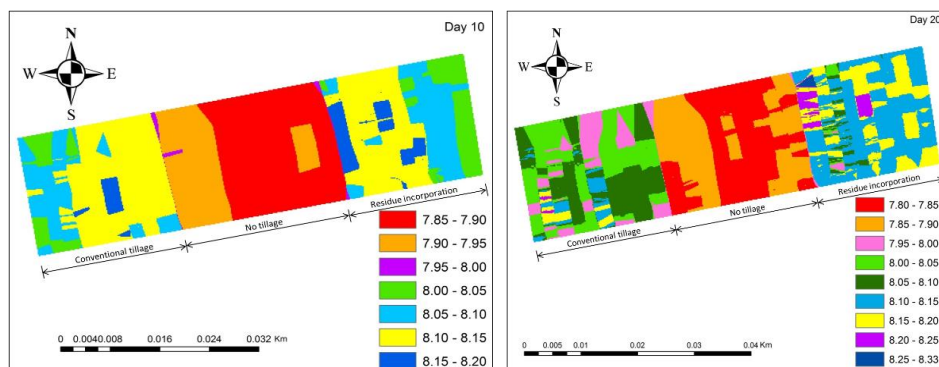 Day 10
N
W E
S
Conventional tillage
No tillage
Residue incorporation
7.85 - 7.90
7.90 - 7.95
7.95 - 8.00
8.00 - 8.05
8.05 - 8.10
8.10 - 8.15
8.15 - 8.20
0 0.0040.008 0.016 0.024 0.032 Km
Day 20
N
W E
S
Conventional tillage
No tillage
Residue incorporation
7.80 - 7.85
7.85 - 7.90
7.95 - 8.00
8.00 - 8.05
8.05 - 8.10
8.10 - 8.15
8.15 - 8.20
8.20 - 8.25
8.25 - 8.33
0 0.005 0.01 0.02 0.03 0.04 Km